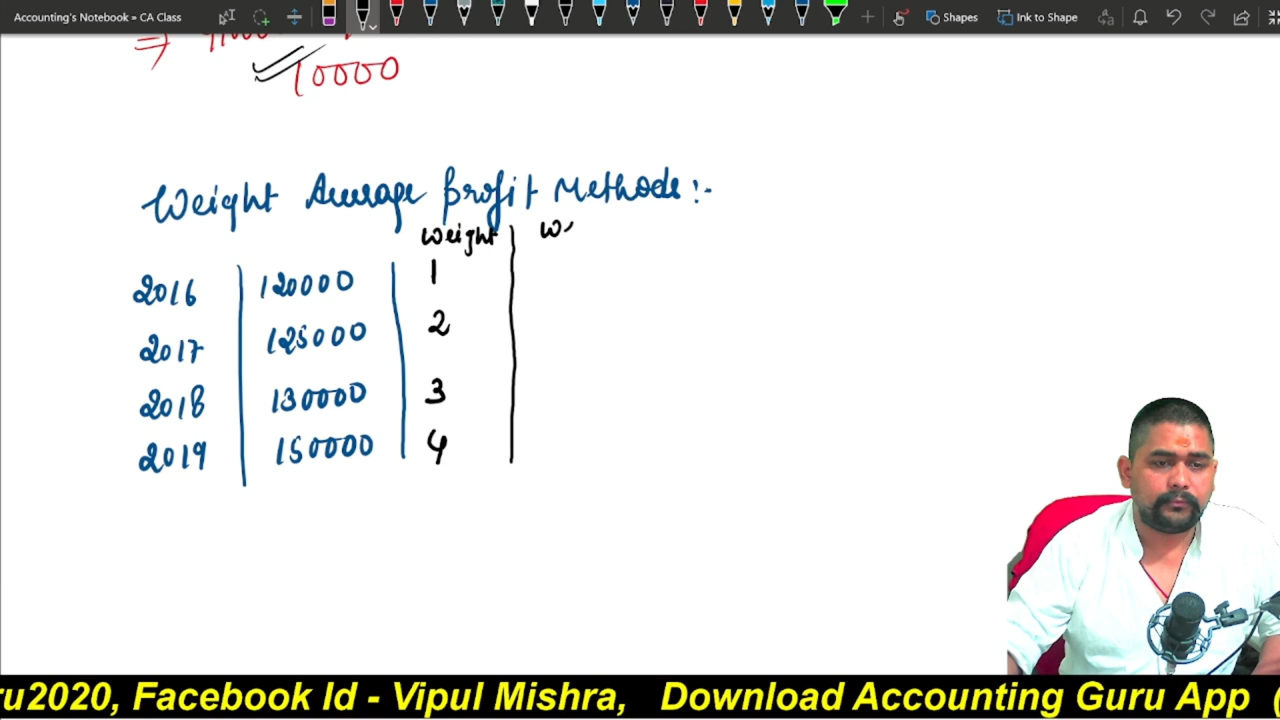 Accounting's Notebook » CA Class
Shapes
Ink to Shape
10000
Weight Average profit Methode :-
Weight
W
2016 120000 1
2017 125000 2
2018 130000 3
2019 150000 4
ru2020, Facebook Id - Vipul Mishra, Download Accounting Guru App (